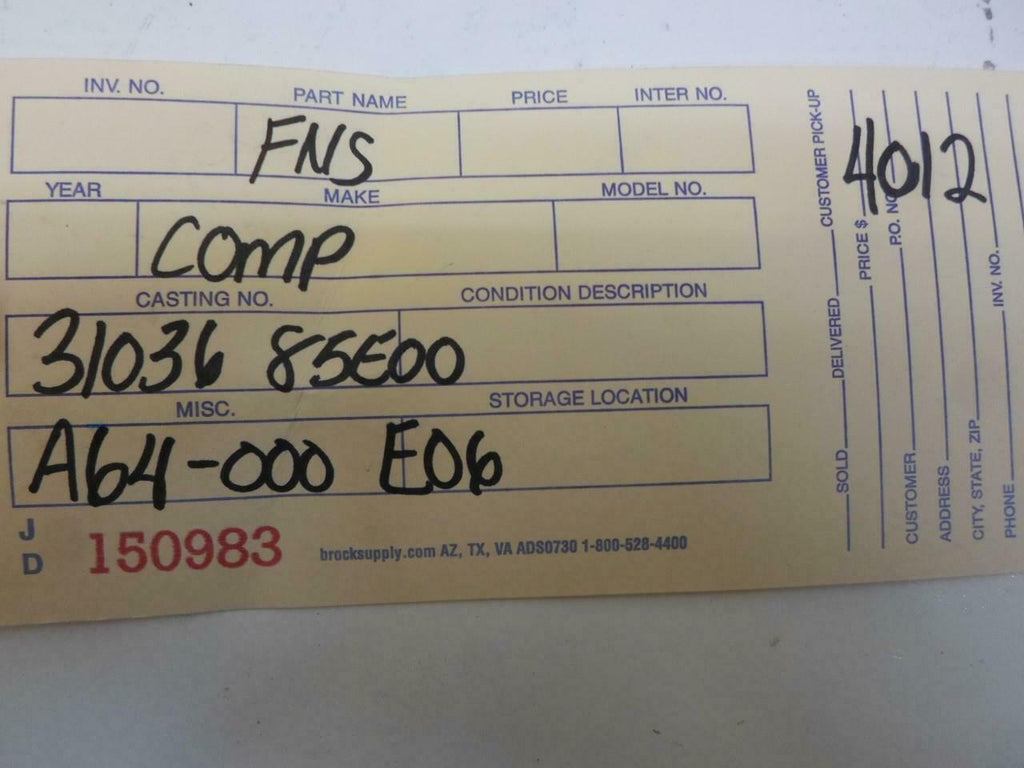 INV. NO. PART NAME PRICE INTER NO.
FNS
YEAR MAKE MODEL NO.
COMP
CASTING NO. CONDITION DESCRIPTION
31036 85E00
MISC. STORAGE LOCATION
A64-000 E06
J
D
150983
brocksupply.com AZ, TX, VA ADS0730 1-800-528-4400
4012
SOLD DELIVERED CUSTOMER PICK-UP
PRICE $
CUSTOMER P.O. NO
ADDRESS
CITY, STATE, ZIP
PHONE INV. NO.